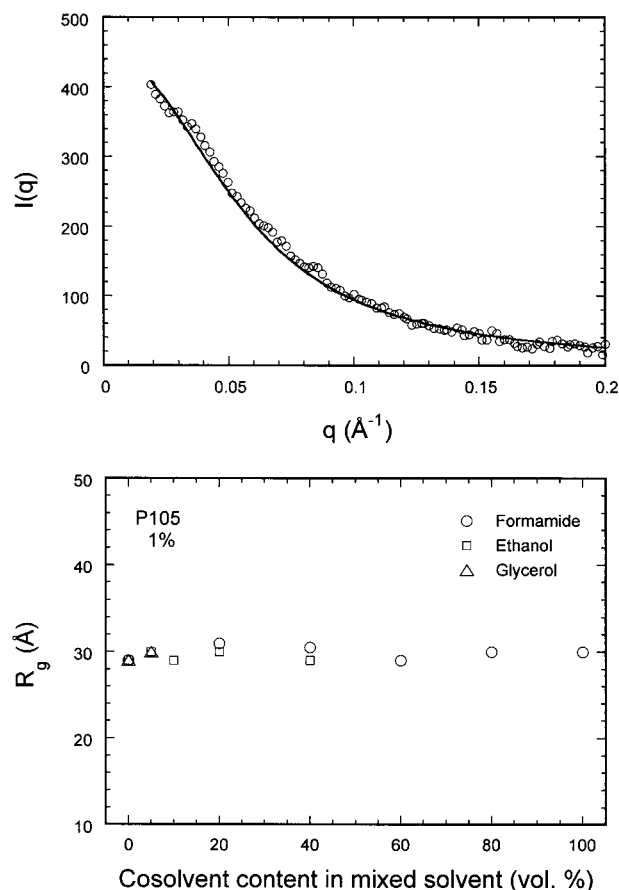 500
400
300
200
100
0
0 0.05 0.1 0.15 0.2
I(q)
q (Å⁻¹)
50
40
30
20
10
0 20 40 60 80 100
P105
1%
Formamide
Ethanol
Glycerol
R_g (Å)
Cosolvent content in mixed solvent (vol. %)